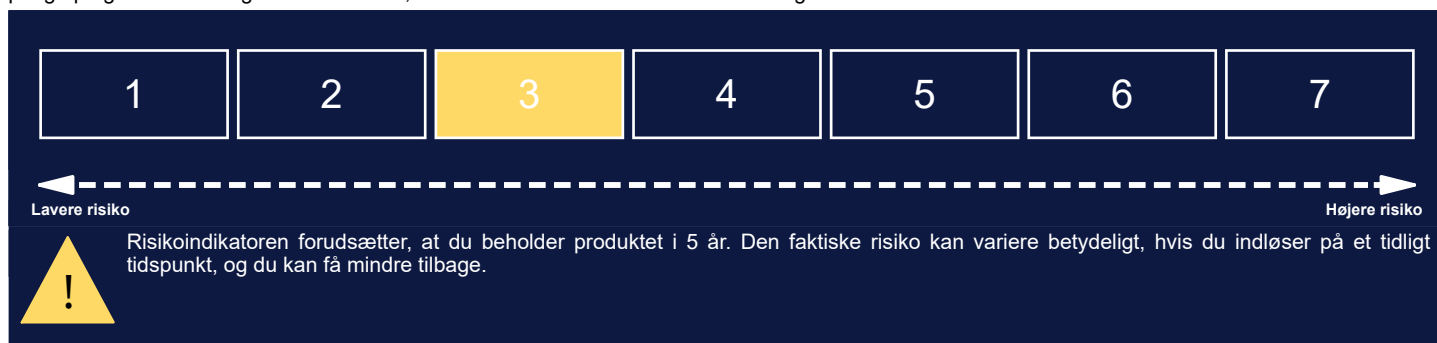 1 2 3 4 5 6 7
Lavere risiko Højere risiko
Risikoindikatoren forudsætter, at du beholder produktet i 5 år. Den faktiske risiko kan variere betydeligt, hvis du indløser på et tidligt
tidspunkt, og du kan få mindre tilbage.
!